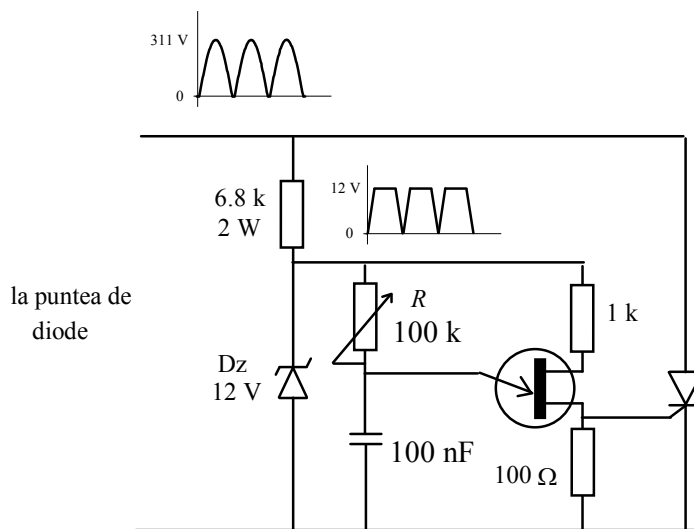 311 V
0
6.8 k
2 W
12 V
0
la puntea de
diode
R
100 k
1 k
Dz
12 V
100 nF
100 Ω